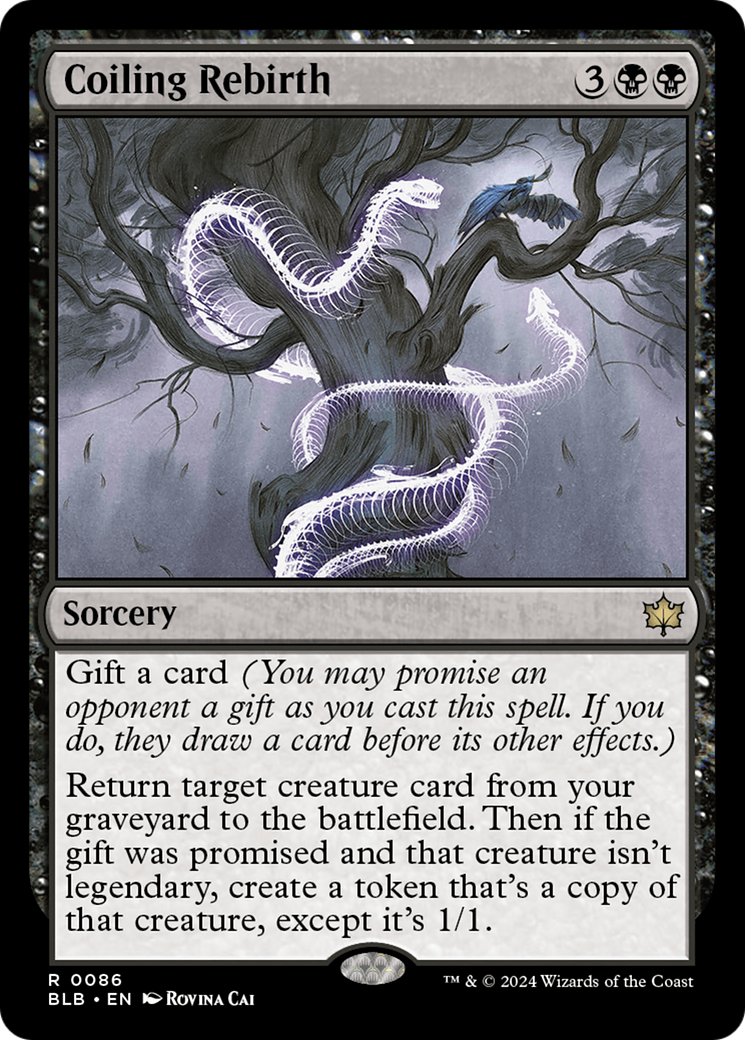 Coiling Rebirth 3
Sorcery
Gift a card (You may promise an
opponent a gift as you cast this spell. If you
do, they draw a card before its other effects.)
Return target creature card from your
graveyard to the battlefield. Then if the
gift was promised and that creature isn't
legendary, create a token that's a copy of
that creature, except it's 1/1.
R 0086
BLB • EN Rovina Cai
™ & © 2024 Wizards of the Coast